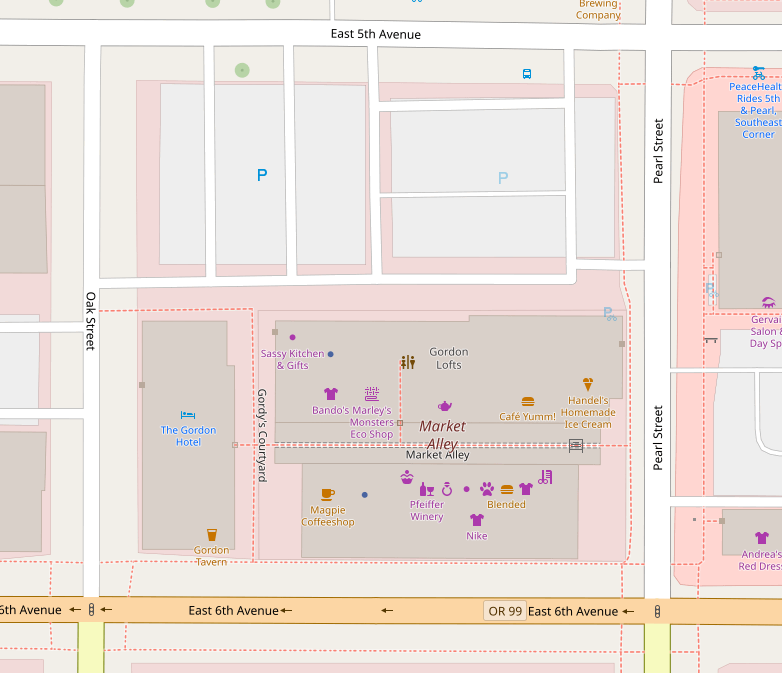 Brewing
Company
East 5th Avenue
PeaceHealt
Rides 5th
& Pearl,
Southeast
Corner
P
P
Pearl Street
Oak Street
Gervai
Salon &
Day Sp
Sassy Kitchen
& Gifts
Gordon
Lofts
Bando's
Marley's
Monsters
Eco Shop
Café Yumm!
Handel's
Homemade
Ice Cream
The Gordon
Hotel
Gordy's Courtyard
Market
Alley
Market Alley
Pearl Street
Magpie
Coffeeshop
Pfeiffer
Winery
Blended
Nike
Gordon
Tavern
Andrea's
Red Dress
6th Avenue
East 6th Avenue
OR 99
East 6th Avenue